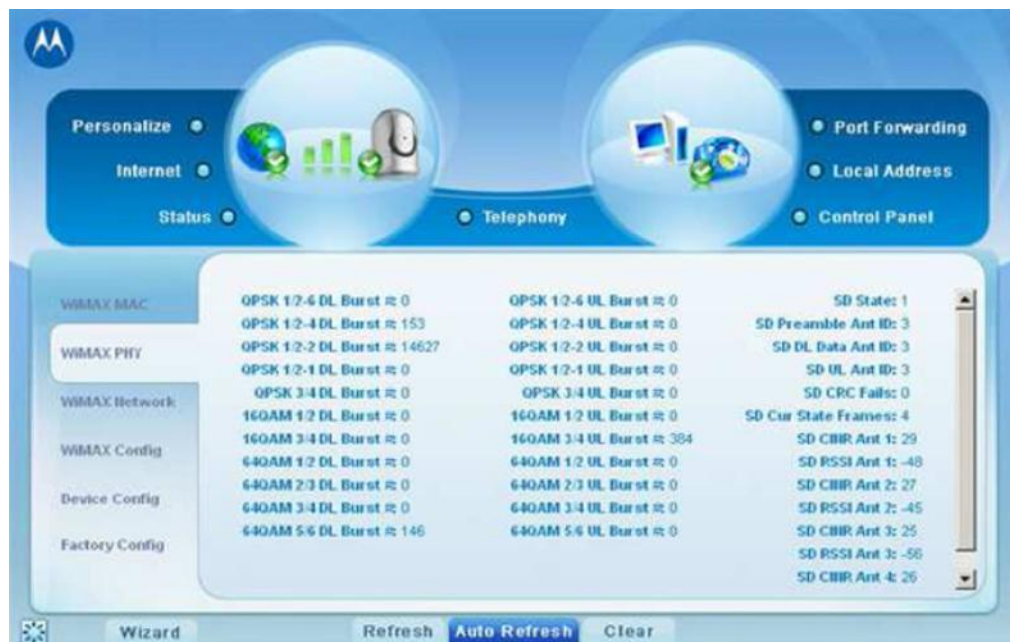 Personalize
Internet
Status
Telephony
Port Forwarding
Local Address
Control Panel
WiMAX MAC
WiMAX PHY
WiMAX Network
WiMAX Config
Device Config
Factory Config
QPSK 1/2-6 DL Burst #: 0
QPSK 1/2-4 DL Burst #: 153
QPSK 1/2-2 DL Burst #: 14627
QPSK 1/2-1 DL Burst #: 0
QPSK 3/4 DL Burst #: 0
16QAM 1/2 DL Burst #: 0
16QAM 3/4 DL Burst #: 0
64QAM 1/2 DL Burst #: 0
64QAM 2/3 DL Burst #: 0
64QAM 3/4 DL Burst #: 0
64QAM 5/6 DL Burst #: 146
QPSK 1/2-6 UL Burst #: 0
QPSK 1/2-4 UL Burst #: 0
QPSK 1/2-2 UL Burst #: 0
QPSK 1/2-1 UL Burst #: 0
QPSK 3/4 UL Burst #: 0
16QAM 1/2 UL Burst #: 0
16QAM 3/4 UL Burst #: 384
64QAM 1/2 UL Burst #: 0
64QAM 2/3 UL Burst #: 0
64QAM 3/4 UL Burst #: 0
64QAM 5/6 UL Burst #: 0
SD State: 1
SD Preamble Ant ID: 3
SD DL Data Ant ID: 3
SD UL Ant ID: 3
SD CRC Fails: 0
SD Cur State Frames: 4
SD CINR Ant 1: 29
SD RSSI Ant 1: -48
SD CINR Ant 2: 27
SD RSSI Ant 2: -45
SD CINR Ant 3: 25
SD RSSI Ant 3: -56
SD CINR Ant 4: 26
Wizard
Refresh
Auto Refresh
Clear